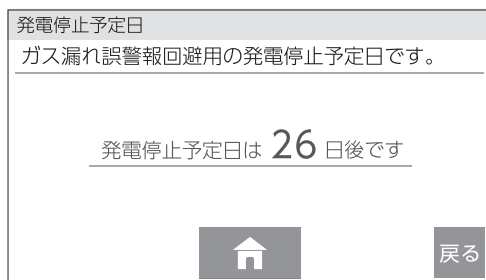 発電停止予定日
ガス漏れ誤警報回避用の発電停止予定日です。
発電停止予定日は 26 日後です
戻る